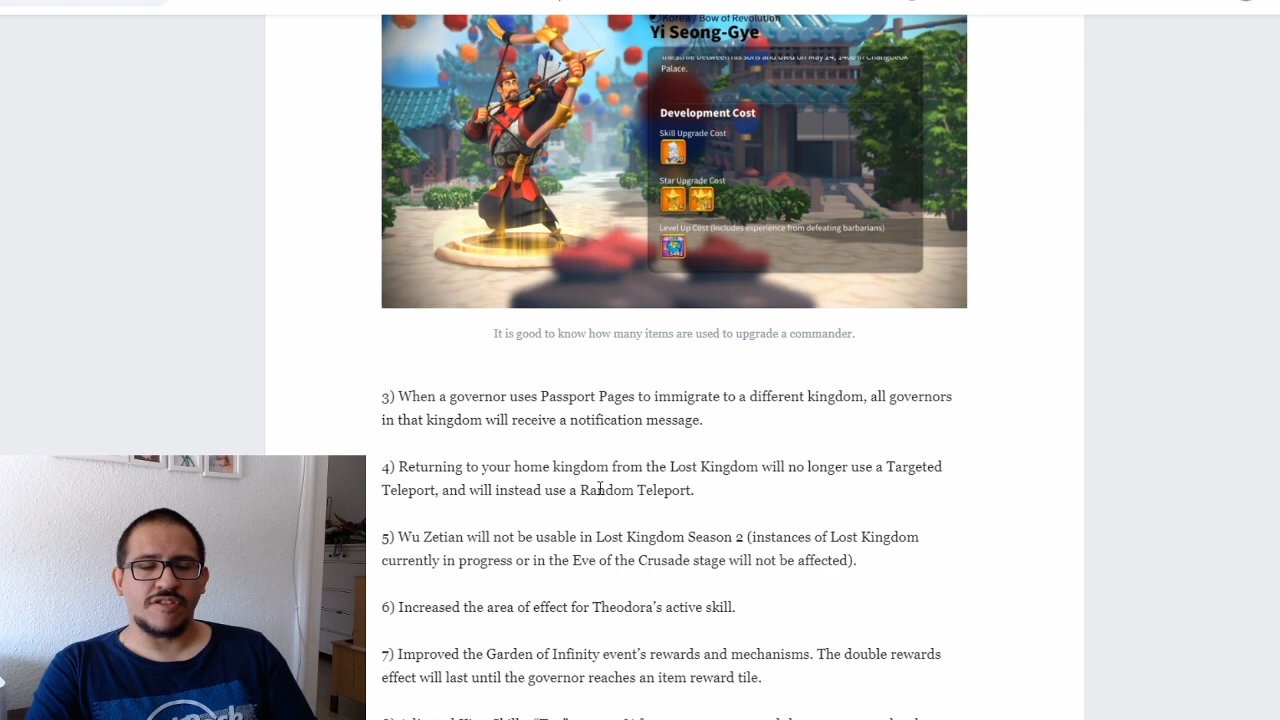 Korea / Bow of Revolution
Yi Seong-Gye
the strife between his sons and died on May 24, 1408 in Changdeok
Palace.
Development Cost
Skill Upgrade Cost
Star Upgrade Cost
Level Up Cost (Includes experience from defeating barbarians)
It is good to know how many items are used to upgrade a commander.
3) When a governor uses Passport Pages to immigrate to a different kingdom, all governors
in that kingdom will receive a notification message.
4) Returning to your home kingdom from the Lost Kingdom will no longer use a Targeted
Teleport, and will instead use a Random Teleport.
5) Wu Zetian will not be usable in Lost Kingdom Season 2 (instances of Lost Kingdom
currently in progress or in the Eve of the Crusade stage will not be affected).
6) Increased the area of effect for Theodora’s active skill.
7) Improved the Garden of Infinity event’s rewards and mechanisms. The double rewards
effect will last until the governor reaches an item reward tile.